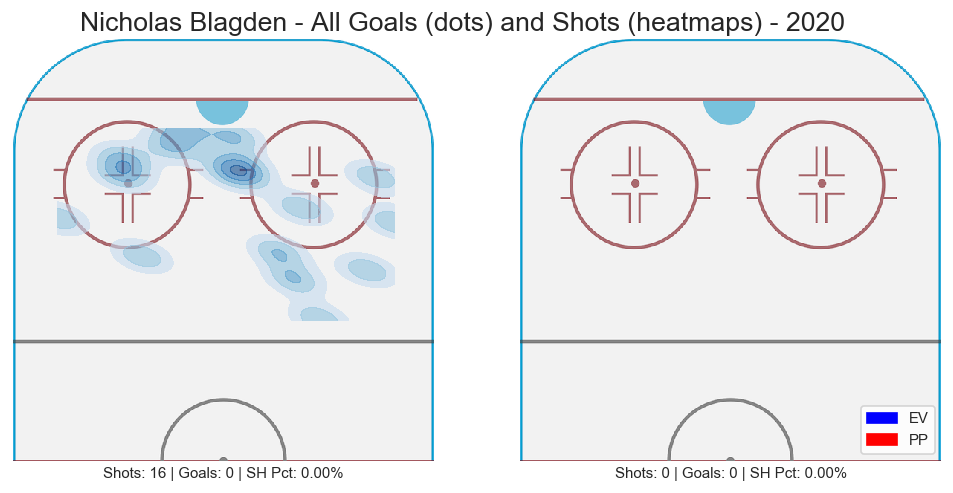 Nicholas Blagden - All Goals (dots) and Shots (heatmaps) - 2020
EV
PP
Shots: 16 | Goals: 0 | SH Pct: 0.00%
Shots: 0 | Goals: 0 | SH Pct: 0.00%